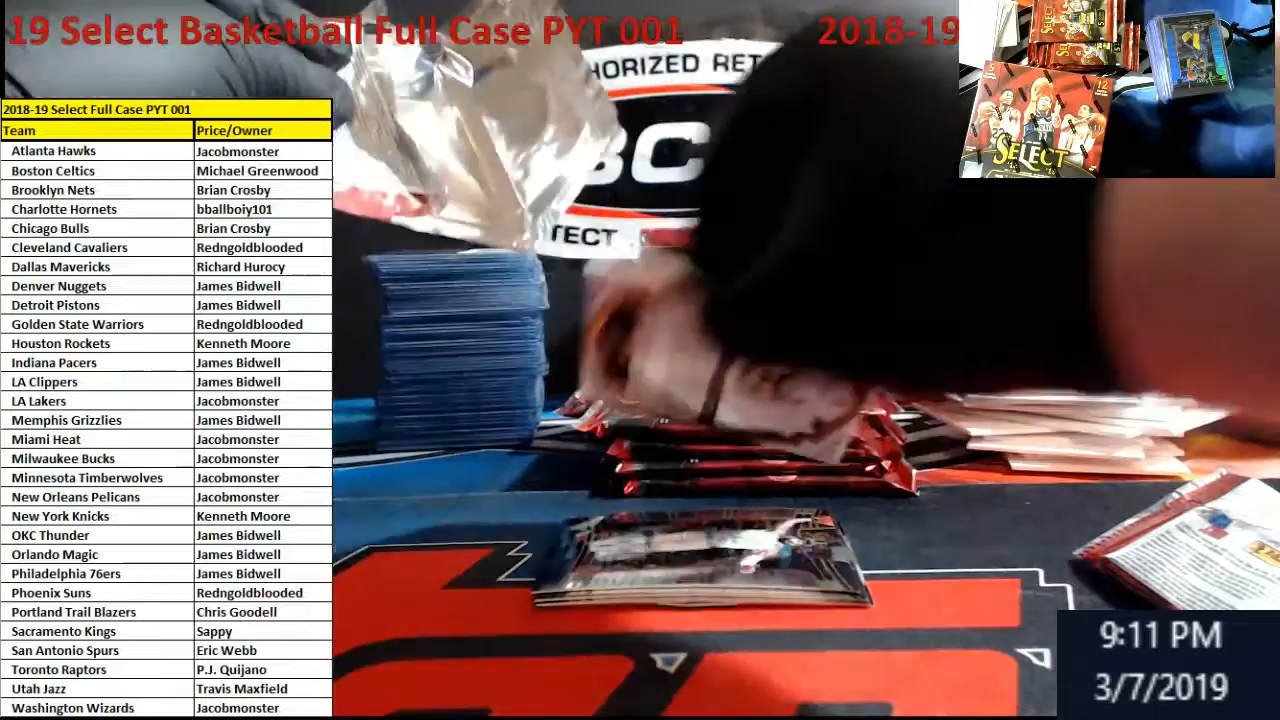 19 Select Basketball Full Case PYT 001 2018-19
2018-19 Select Full Case PYT 001
Team Price/Owner
Atlanta Hawks Jacobmonster
Boston Celtics Michael Greenwood
Brooklyn Nets Brian Crosby
Charlotte Hornets bballboiy101
Chicago Bulls Brian Crosby
Cleveland Cavaliers Redngoldblooded
Dallas Mavericks Richard Hurocy
Denver Nuggets James Bidwell
Detroit Pistons James Bidwell
Golden State Warriors Redngoldblooded
Houston Rockets Kenneth Moore
Indiana Pacers James Bidwell
LA Clippers James Bidwell
LA Lakers Jacobmonster
Memphis Grizzlies James Bidwell
Miami Heat Jacobmonster
Milwaukee Bucks Jacobmonster
Minnesota Timberwolves Jacobmonster
New Orleans Pelicans Jacobmonster
New York Knicks Kenneth Moore
OKC Thunder James Bidwell
Orlando Magic James Bidwell
Philadelphia 76ers James Bidwell
Phoenix Suns Redngoldblooded
Portland Trail Blazers Chris Goodell
Sacramento Kings Sappy
San Antonio Spurs Eric Webb
Toronto Raptors P.J. Quijano
Utah Jazz Travis Maxfield
Washington Wizards Jacobmonster
HORIZED RET
BC
TECT
SELECT
SELECT
12
SELECT
9:11 PM
3/7/2019